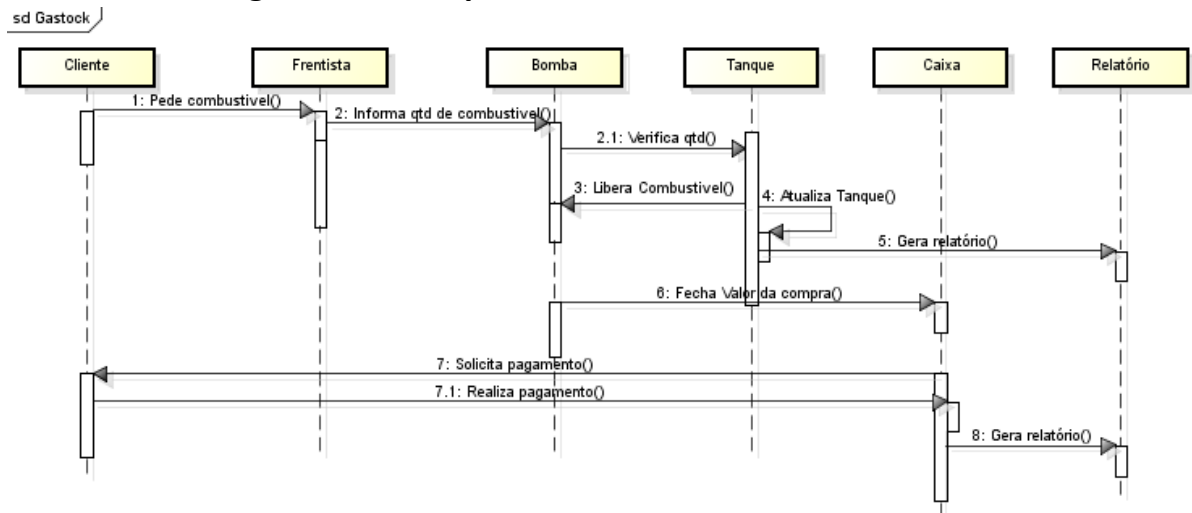 sd Gastock
Cliente
Frentista
Bomba
Tanque
Caixa
Relatório
1: Pede combustivel()
2: Informa qtd de combustivel()
2.1: Verifica qtd()
3: Libera Combustivel()
4: Atualiza Tanque()
5: Gera relatório()
6: Fecha Valor da compra()
7: Solicita pagamento()
7.1: Realiza pagamento()
8: Gera relatório()